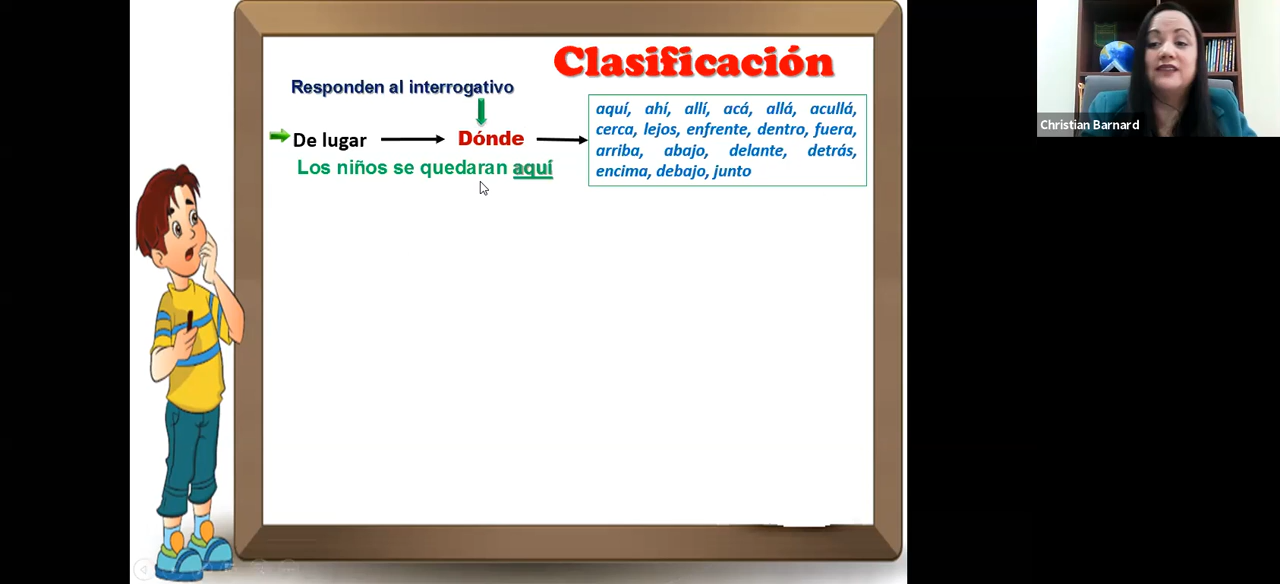 Clasificación
Responden al interrogativo
De lugar
Dónde
aquí, ahí, allí, acá, allá, acullá,
cerca, lejos, enfrente, dentro, fuera,
arriba, abajo, delante, detrás,
encima, debajo, junto
Los niños se quedaran aquí
Christian Barnard